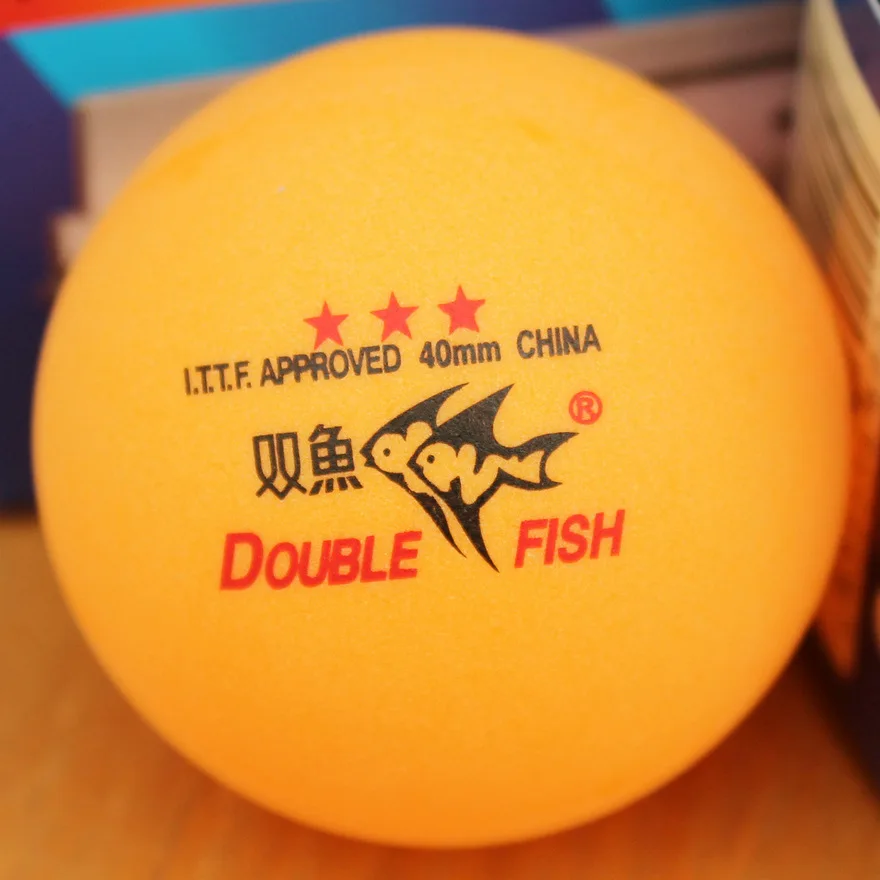 ★ ★ ★
I.T.T.F. APPROVED 40mm CHINA
双魚 ®
DOUBLE FISH